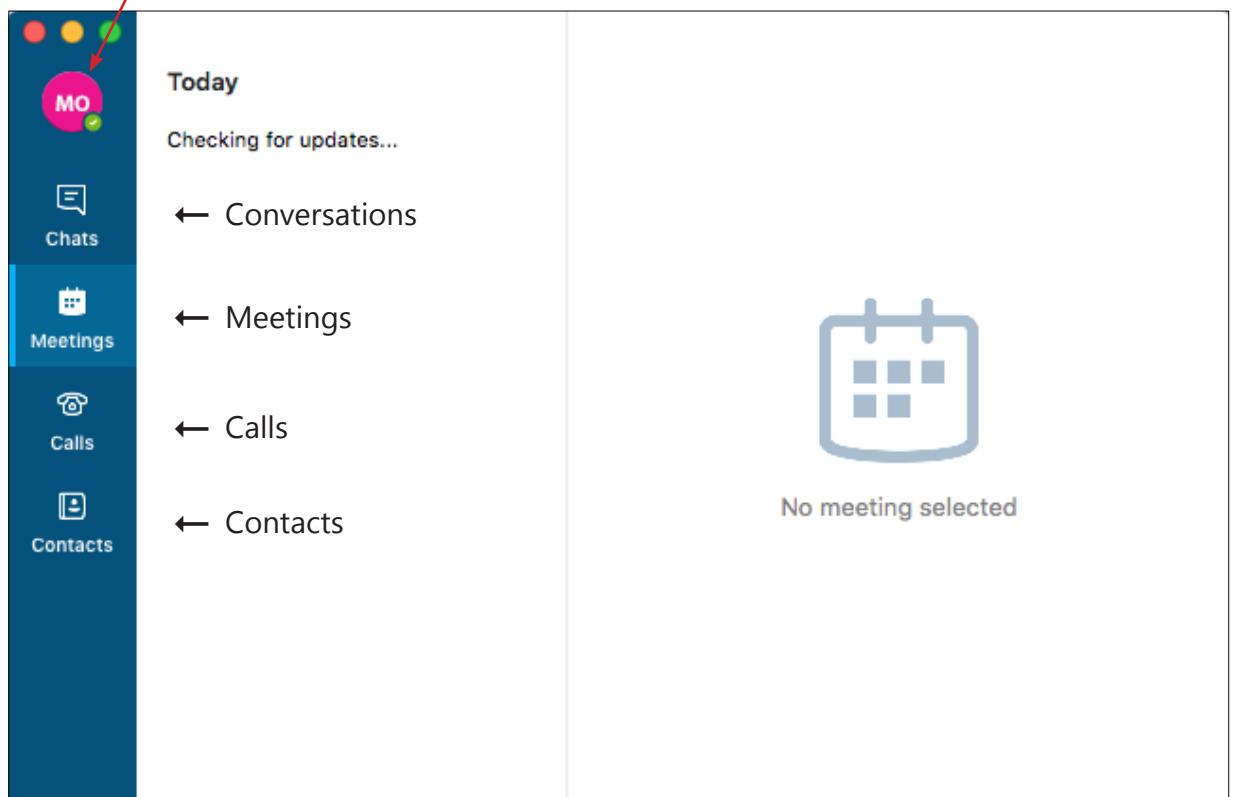 MO
Today
Checking for updates...
Chats
← Conversations
Meetings
← Meetings
Calls
← Calls
Contacts
← Contacts
No meeting selected